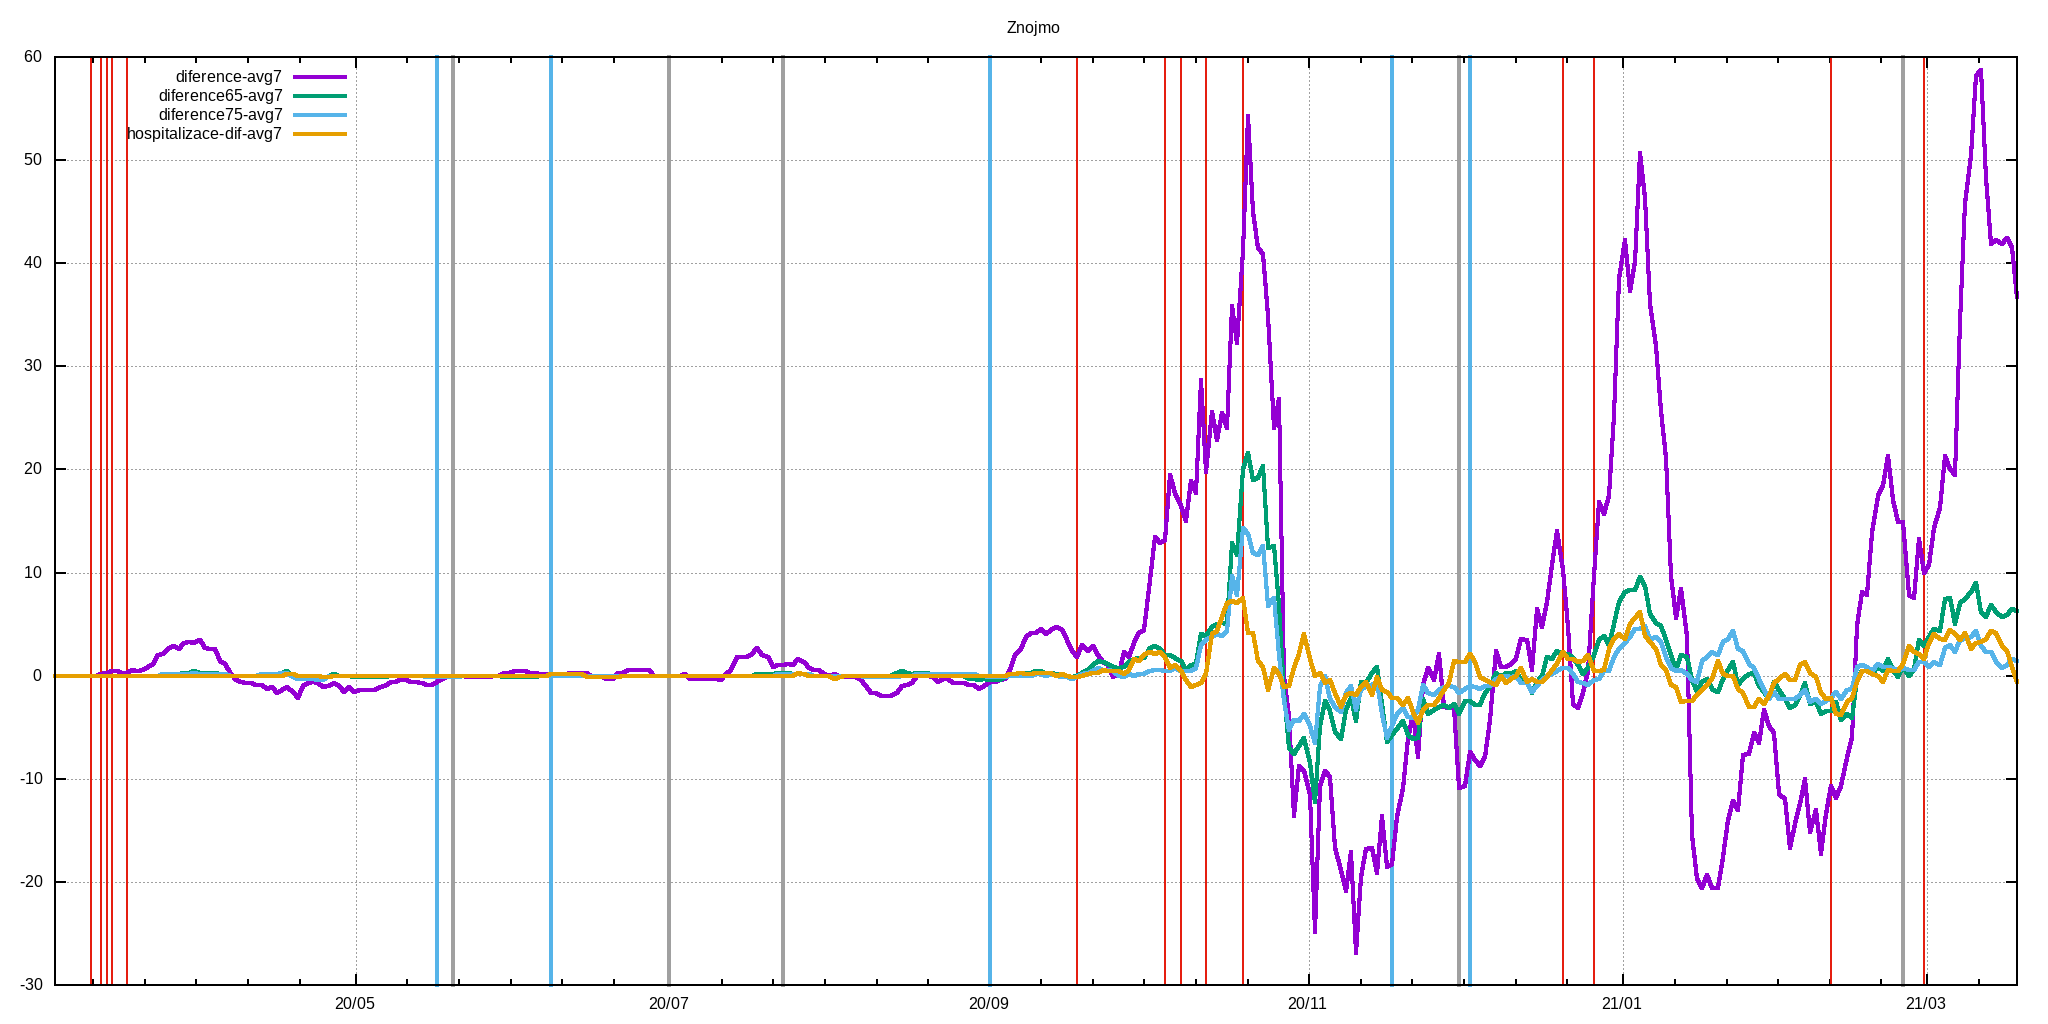 Znojmo
diference-avg7
diference65-avg7
diference75-avg7
hospitalizace-dif-avg7
60
50
40
30
20
10
0
-10
-20
-30
20/05 20/07 20/09 20/11 21/01 21/03